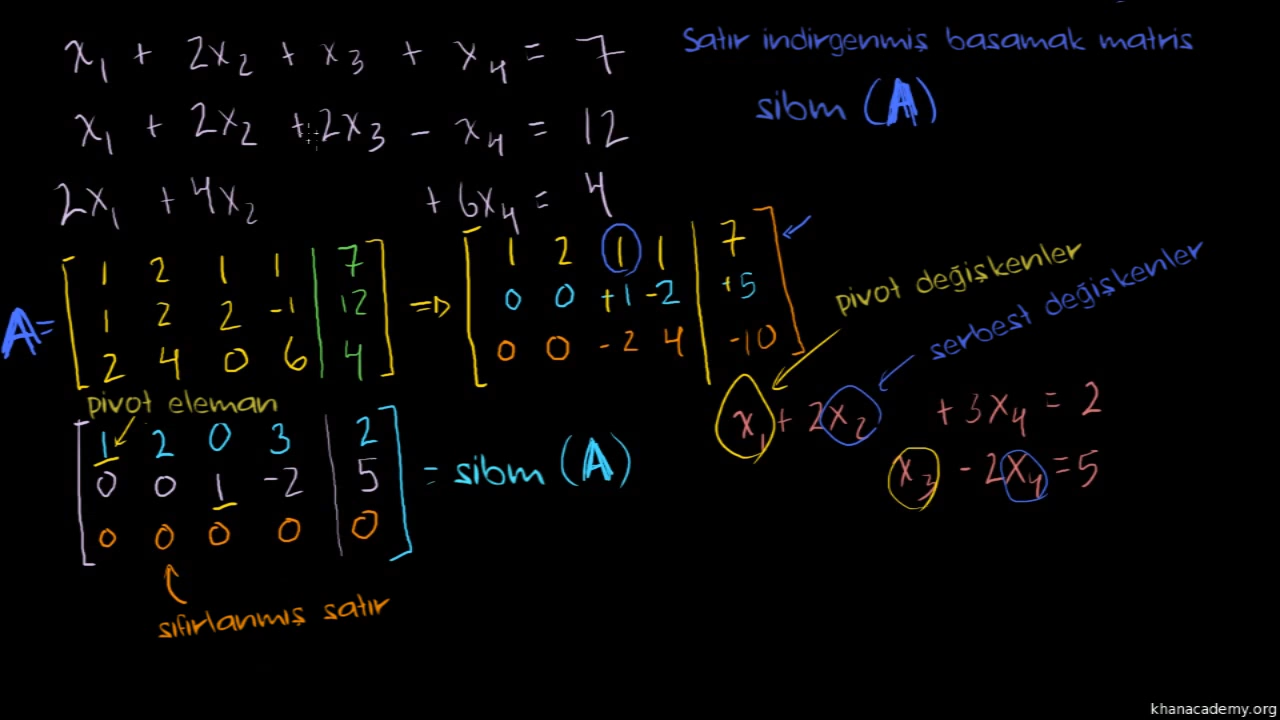 x₁ + 2x₂ + x₃ + x₄ = 7
x₁ + 2x₂ + 2x₃ - x₄ = 12
2x₁ + 4x₂ + 6x₄ = 4
Satır indirgenmiş basamak matris
sibm (A)
A=
1 2 1 1 | 7
1 2 2 -1 | 12
2 4 0 6 | 4
⇒
1 2 1 1 | 7
0 0 +1 -2 | +5
0 0 -2 4 | -10
pivot değişkenler
serbest değişkenler
pivot eleman
1 2 0 3 | 2
0 0 1 -2 | 5
0 0 0 0 | 0
= sibm (A)
x₁ + 2x₂ + 3x₄ = 2
x₃ - 2x₄ = 5
sıfırlanmış satır
khanacademy.org